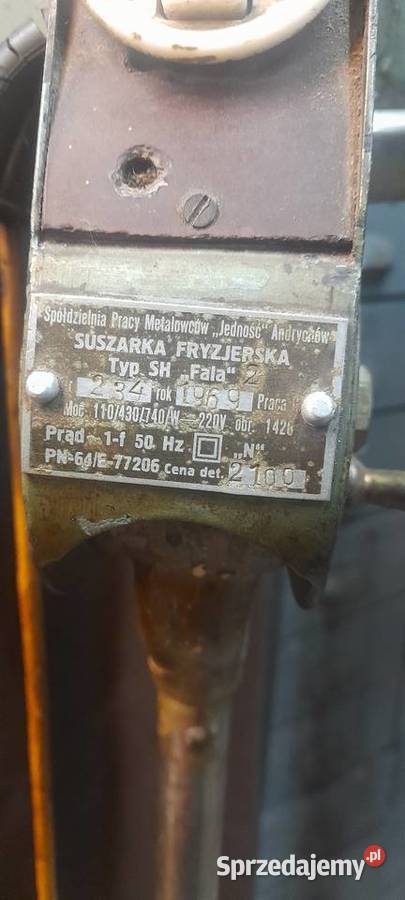 Spółdzielnia Pracy Metalowców „Jedność" Andrychów
SUSZARKA FRYZJERSKA
Typ SH „Fala" 2
234 rok 1969 Praca
Moc 110/430/740/W – 220V obr. 1420
Prąd 1-f 50 Hz „N"
PN-64/E-77206 Cena det. 2100
Sprzedajemy.pl